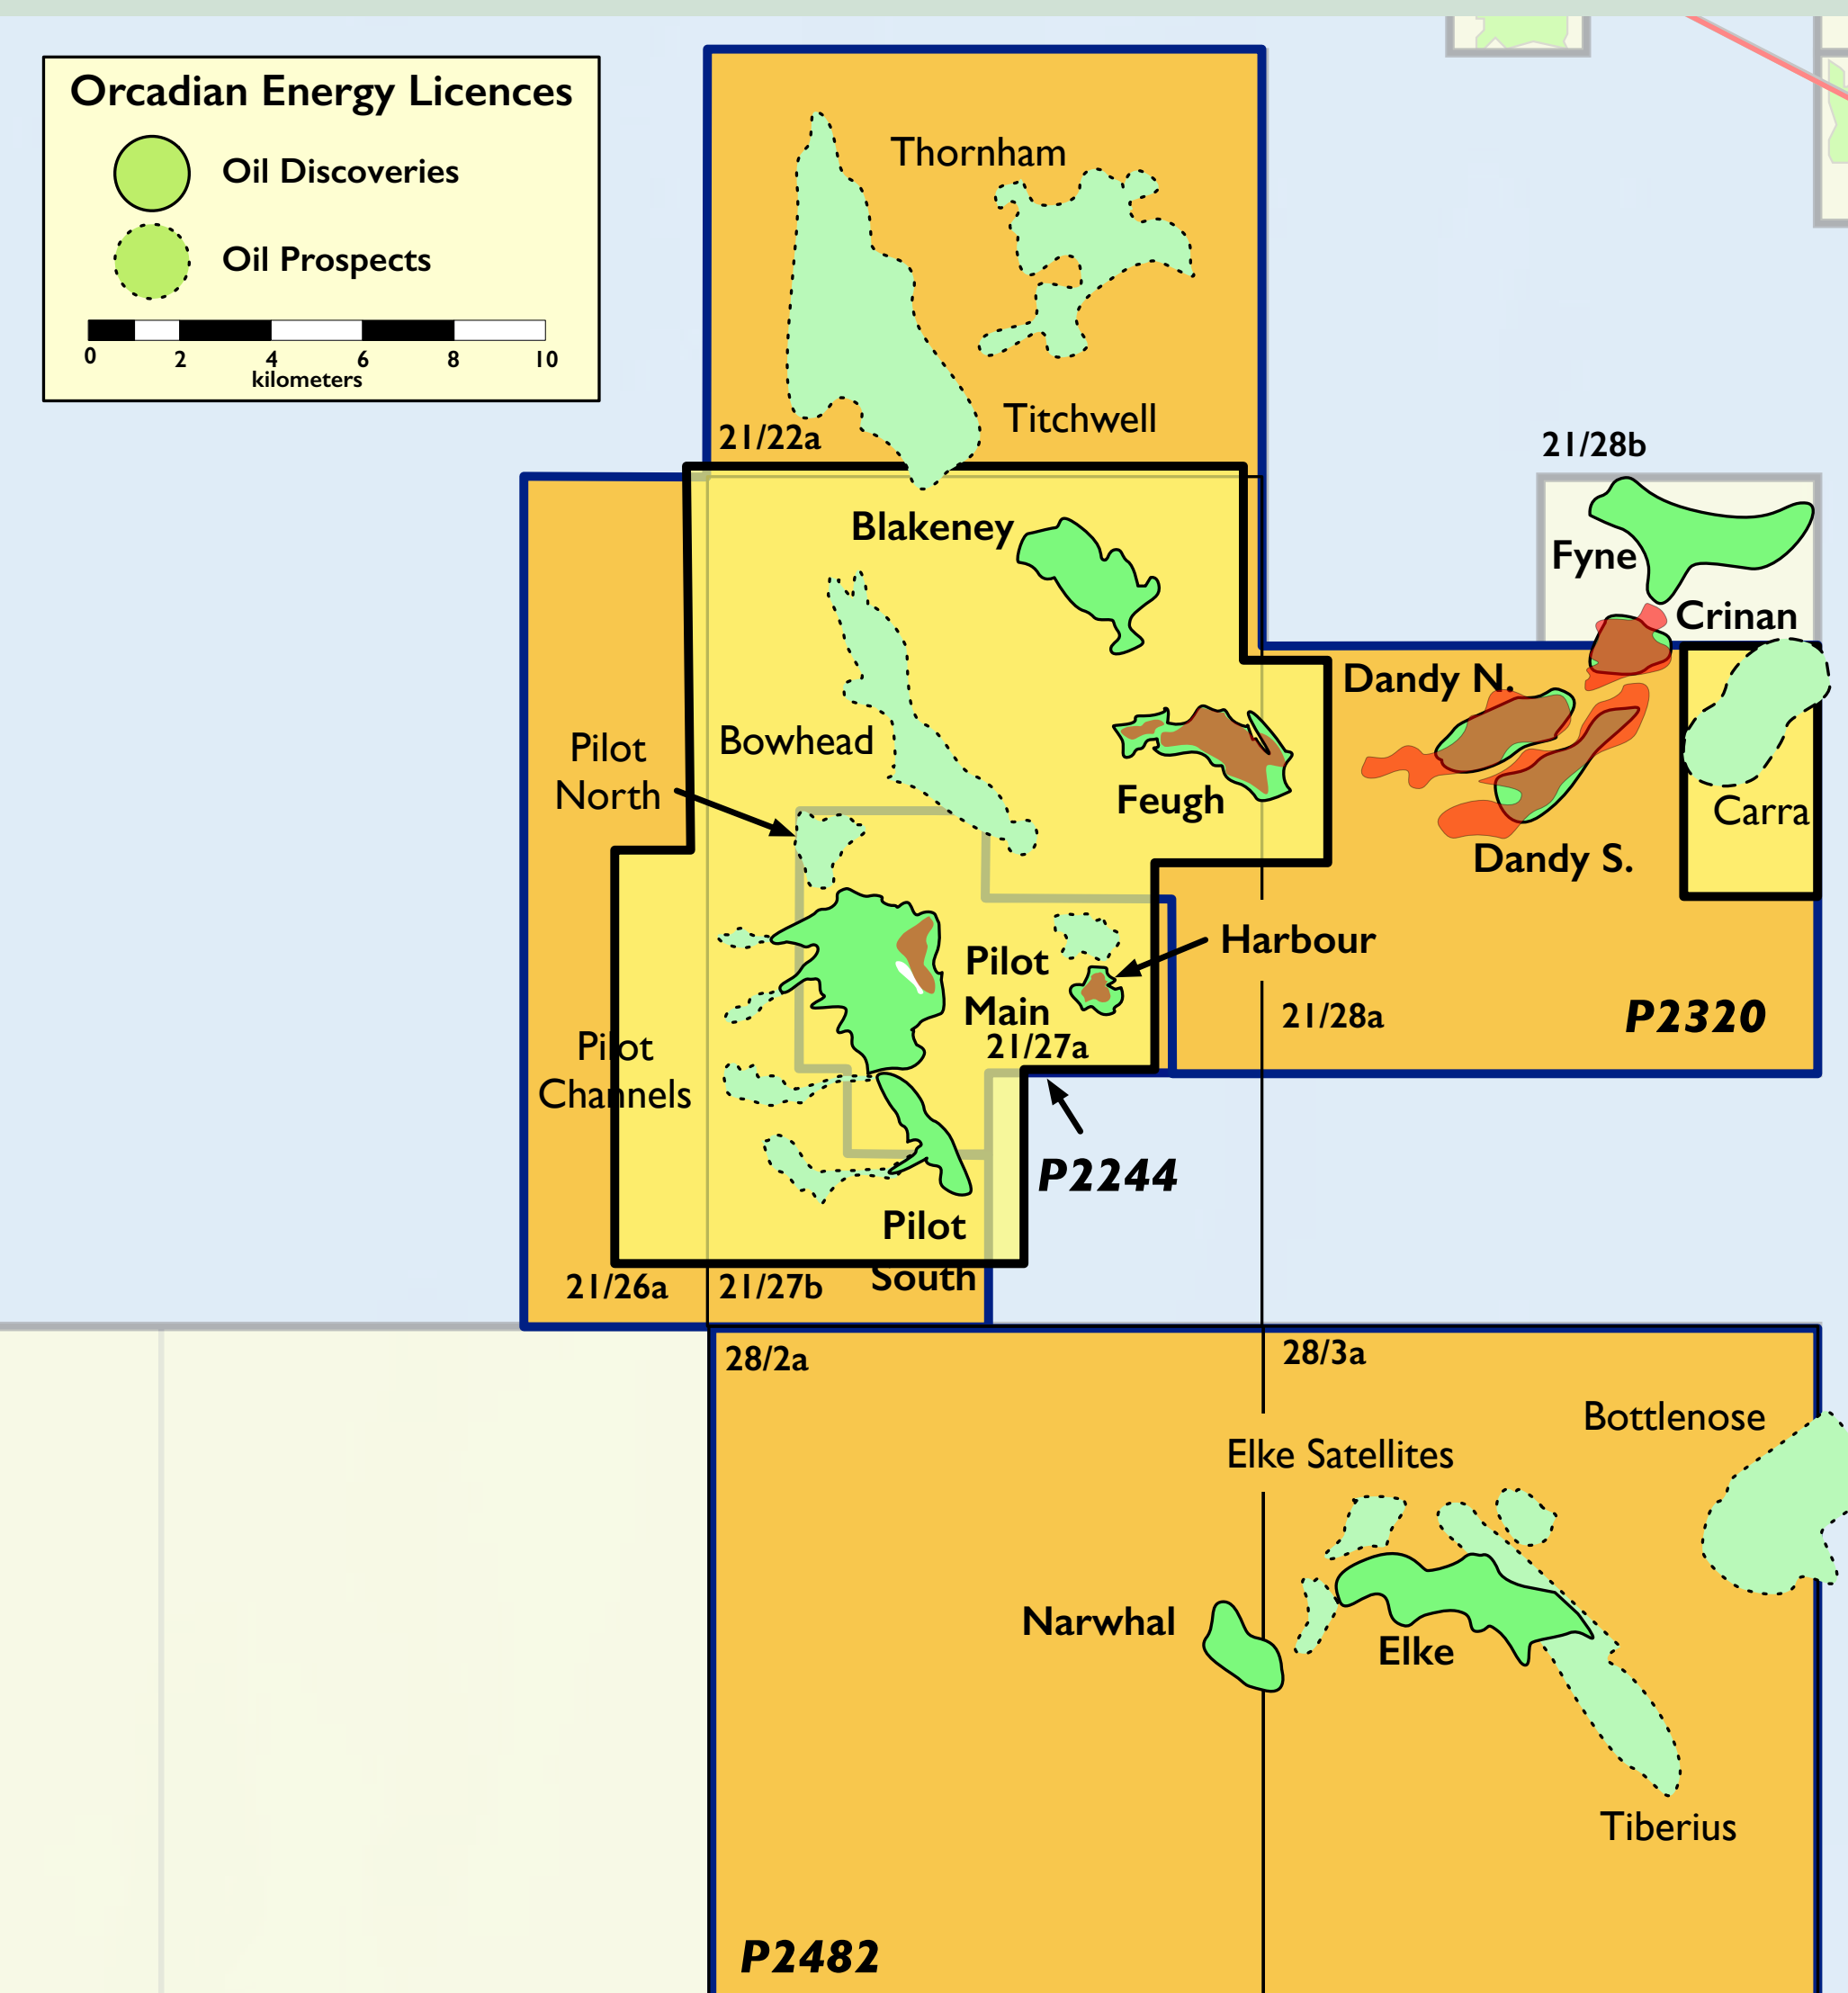 Orcadian Energy Licences
Oil Discoveries
Oil Prospects
0 2 4 6 8 10
kilometers
Thornham
Titchwell
21/22a
21/28b
Blakeney
Fyne
Crinan
Dandy N.
Bowhead
Pilot
North
Feugh
Carra
Dandy S.
Harbour
Pilot
Main
21/27a
21/28a
P2320
Pilot
Channels
P2244
Pilot
South
21/26a
21/27b
28/2a
28/3a
Bottlenose
Elke Satellites
Narwhal
Elke
Tiberius
P2482